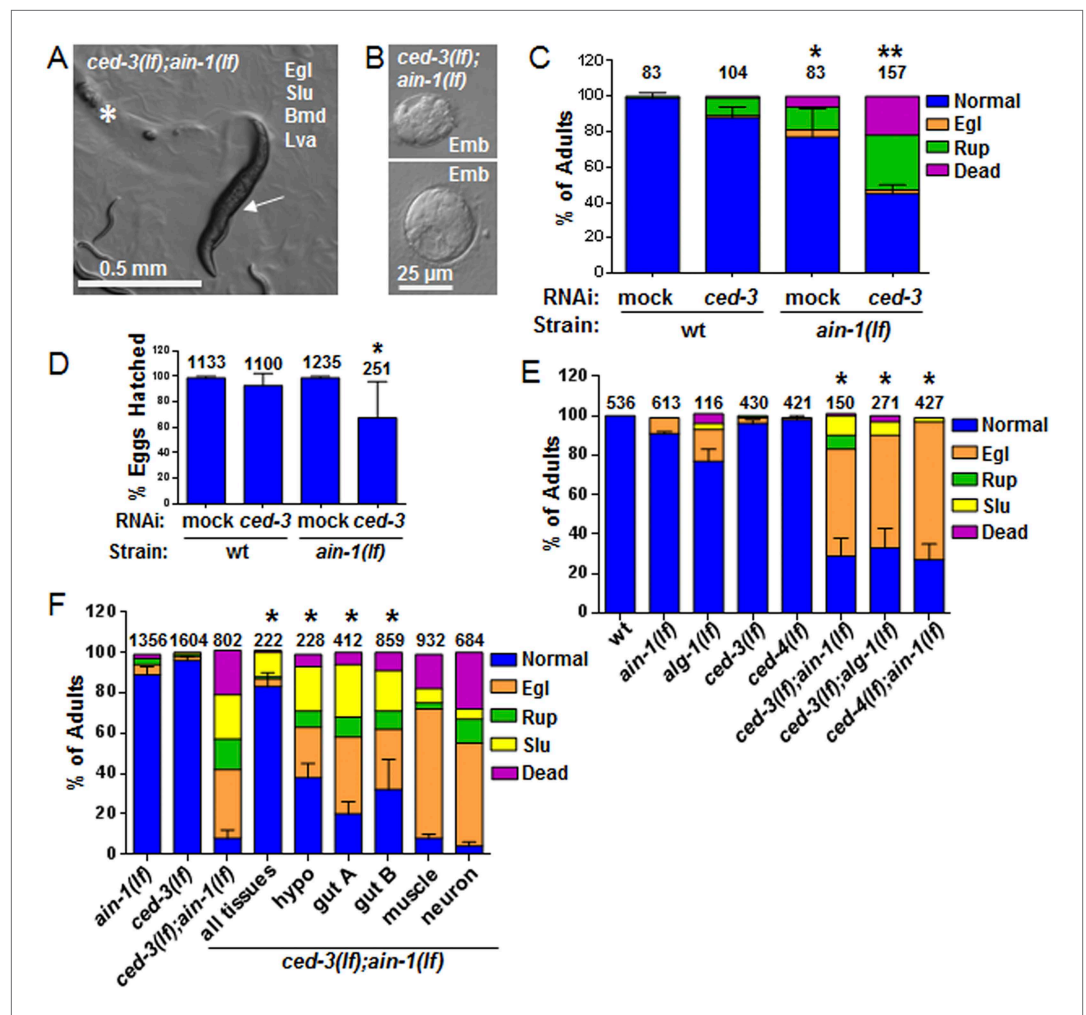 A
ced-3(lf);ain-1(lf)
Egl
Slu
Bmd
Lva
*
0.5 mm
B
ced-3(lf);
ain-1(lf)
Emb
Emb
25 µm
C
% of Adults
120
100
80
60
40
20
0
* **
83 104 83 157
Normal
Egl
Rup
Dead
RNAi: mock ced-3 mock ced-3
Strain: wt ain-1(lf)
D
% Eggs Hatched
120
100
80
60
40
20
0
*
1133 1100 1235 251
RNAi: mock ced-3 mock ced-3
Strain: wt ain-1(lf)
E
% of Adults
120
100
80
60
40
20
0
* * *
536 613 116 430 421 150 271 427
Normal
Egl
Rup
Slu
Dead
wt
ain-1(lf)
alg-1(lf)
ced-3(lf)
ced-4(lf)
ced-3(lf);ain-1(lf)
ced-3(lf);alg-1(lf)
ced-4(lf);ain-1(lf)
F
% of Adults
120
100
80
60
40
20
0
* * * *
1356 1604 802 222 228 412 859 932 684
Normal
Egl
Rup
Slu
Dead
ain-1(lf)
ced-3(lf)
ced-3(lf);ain-1(lf)
all tissues
hypo
gut A
gut B
muscle
neuron
ced-3(lf);ain-1(lf)